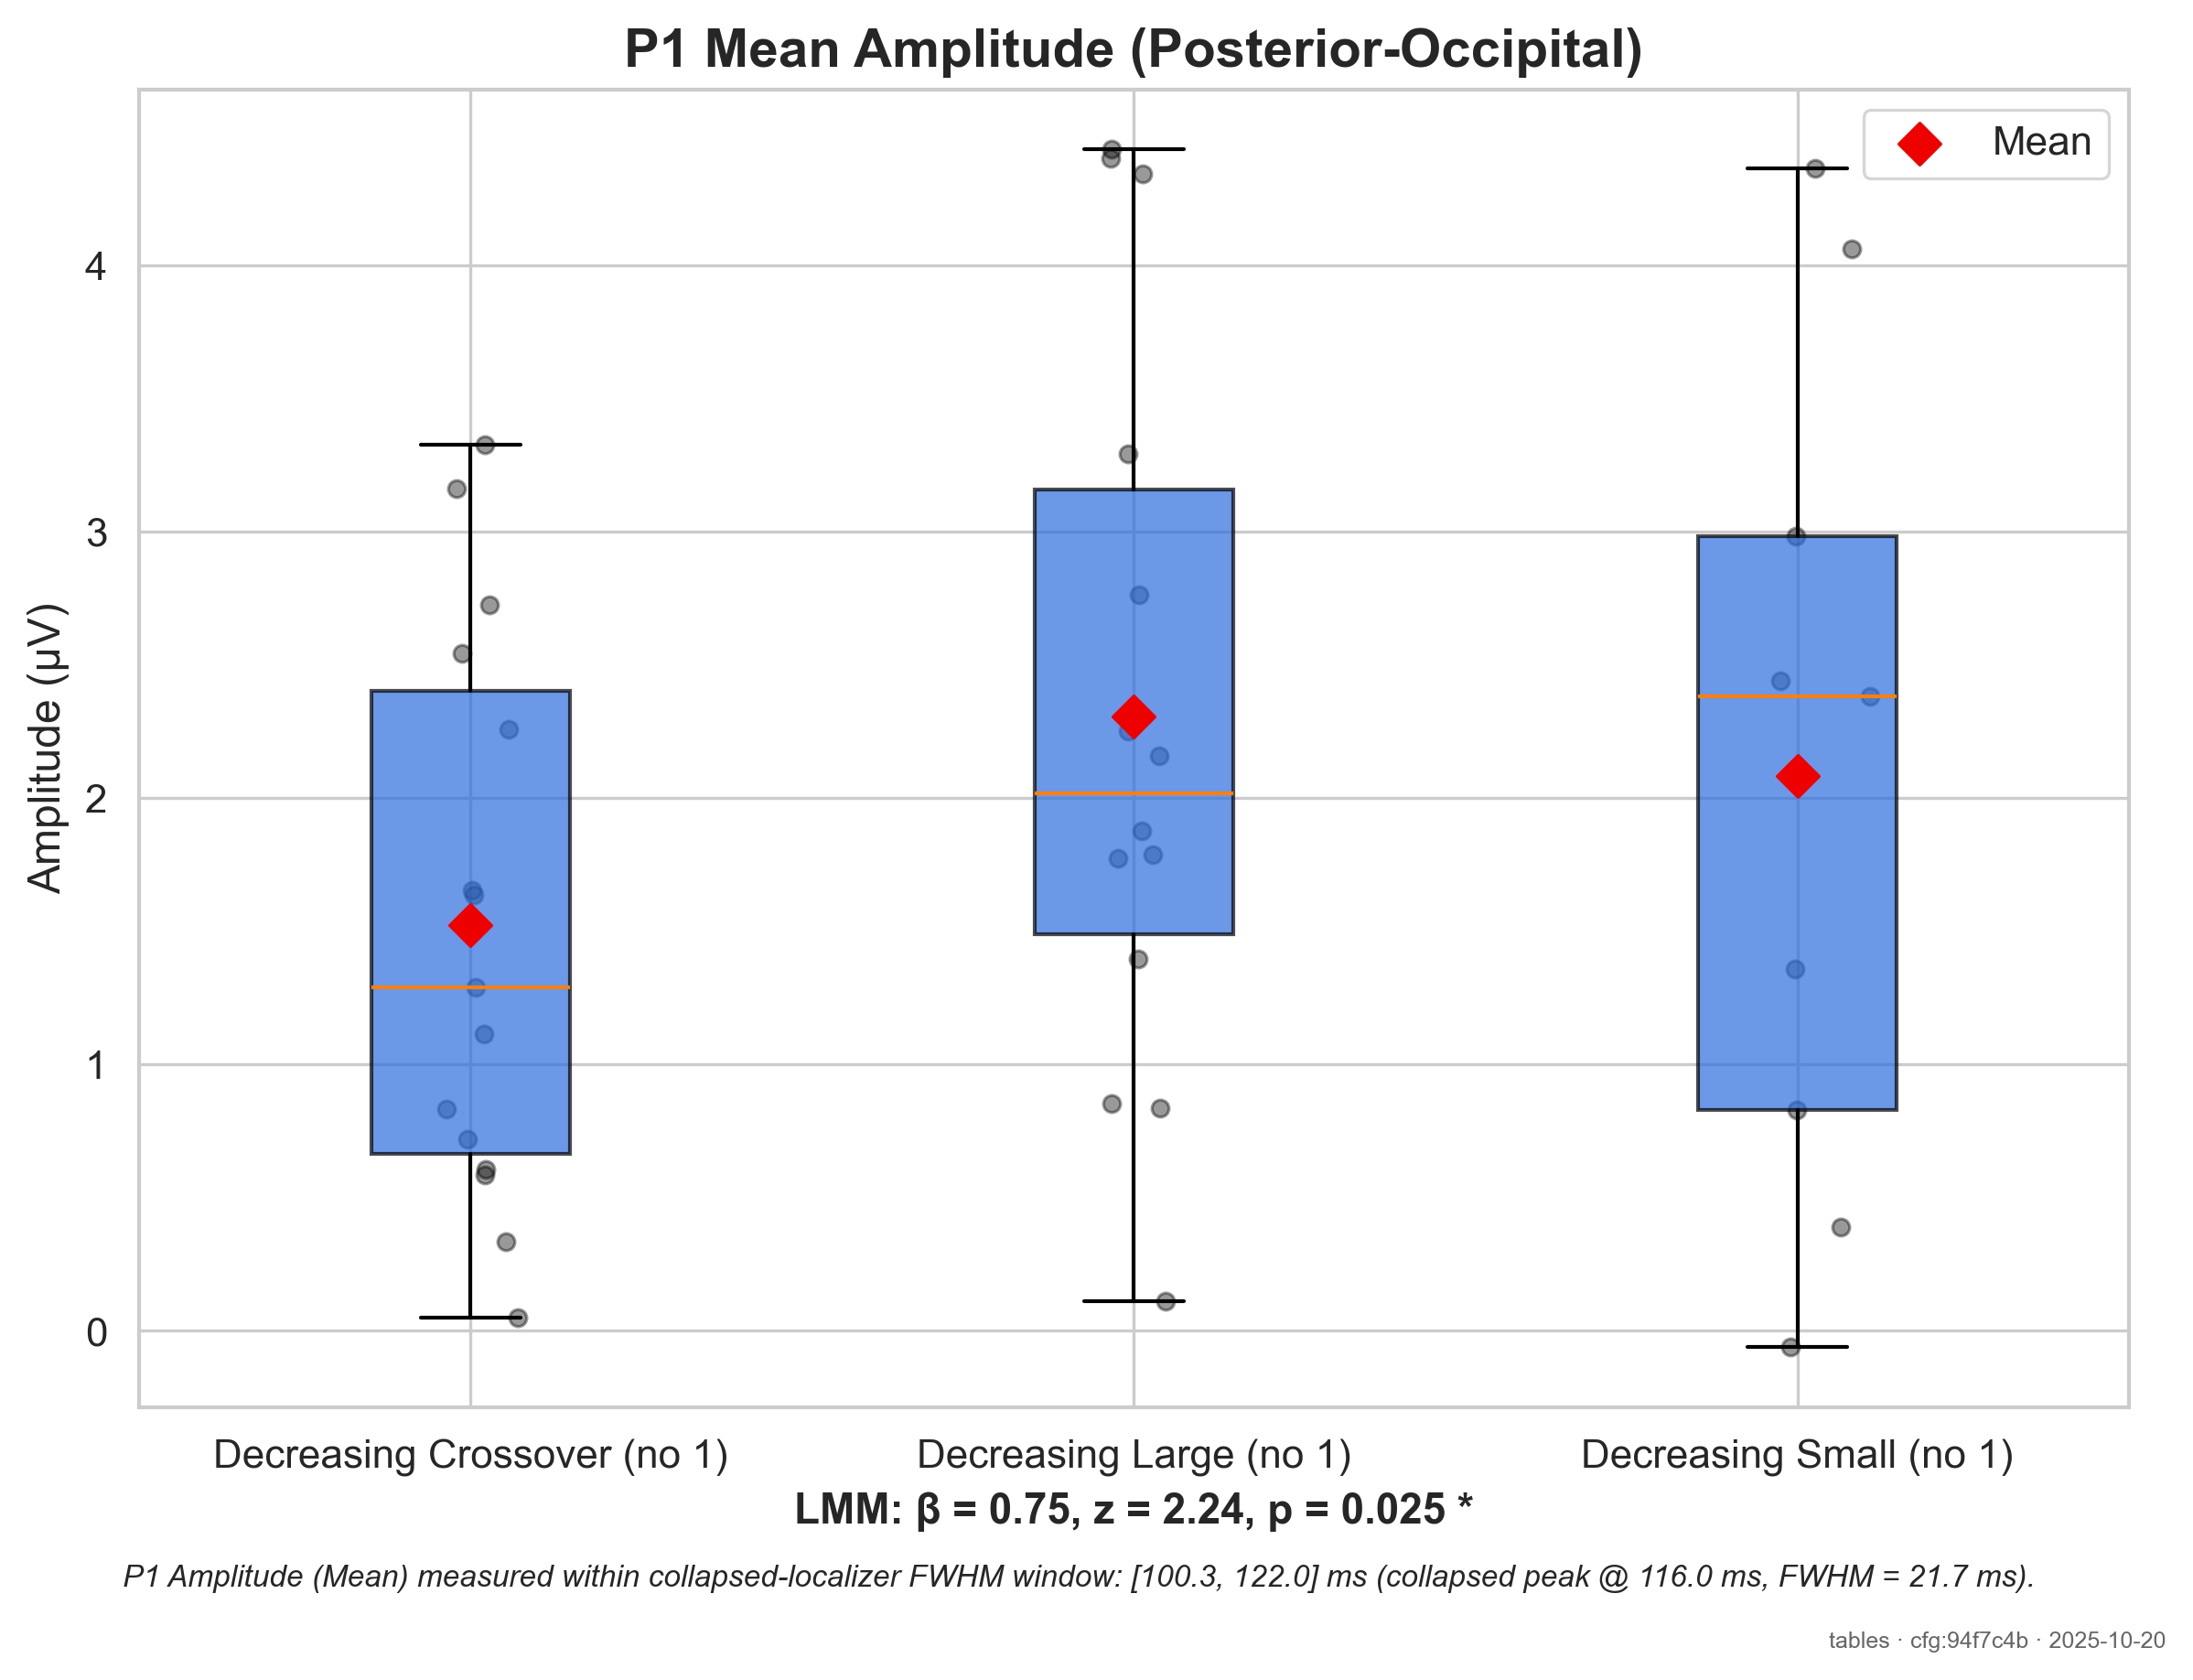 P1 Mean Amplitude (Posterior-Occipital)
Mean
Amplitude (µV)
4
3
2
1
0
Decreasing Crossover (no 1)
Decreasing Large (no 1)
Decreasing Small (no 1)
LMM: β = 0.75, z = 2.24, p = 0.025 *
P1 Amplitude (Mean) measured within collapsed-localizer FWHM window: [100.3, 122.0] ms (collapsed peak @ 116.0 ms, FWHM = 21.7 ms).
tables · cfg:94f7c4b · 2025-10-20